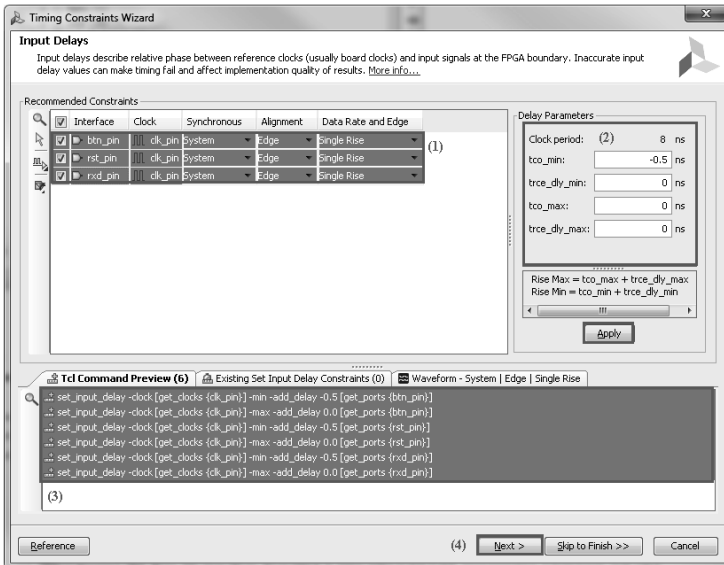 Timing Constraints Wizard
Input Delays
Input delays describe relative phase between reference clocks (usually board clocks) and input signals at the FPGA boundary. Inaccurate input
delay values can make timing fail and affect implementation quality of results. More info...
Recommended Constraints
Interface Clock Synchronous Alignment Data Rate and Edge
btn_pin clk_pin System Edge Single Rise
rst_pin clk_pin System Edge Single Rise
rxd_pin clk_pin System Edge Single Rise
(1)
Delay Parameters
Clock period: (2) 8 ns
tco_min: -0.5 ns
trce_dly_min: 0 ns
tco_max: 0 ns
trce_dly_max: 0 ns
Rise Max = tco_max + trce_dly_max
Rise Min = tco_min + trce_dly_min
Apply
Tcl Command Preview (6) Existing Set Input Delay Constraints (0) Waveform - System | Edge | Single Rise
set_input_delay -clock [get_clocks {clk_pin}] -min -add_delay -0.5 [get_ports {btn_pin}]
set_input_delay -clock [get_clocks {clk_pin}] -max -add_delay 0.0 [get_ports {btn_pin}]
set_input_delay -clock [get_clocks {clk_pin}] -min -add_delay -0.5 [get_ports {rst_pin}]
set_input_delay -clock [get_clocks {clk_pin}] -max -add_delay 0.0 [get_ports {rst_pin}]
set_input_delay -clock [get_clocks {clk_pin}] -min -add_delay -0.5 [get_ports {rxd_pin}]
set_input_delay -clock [get_clocks {clk_pin}] -max -add_delay 0.0 [get_ports {rxd_pin}]
(3)
Reference (4) Next > Skip to Finish >> Cancel